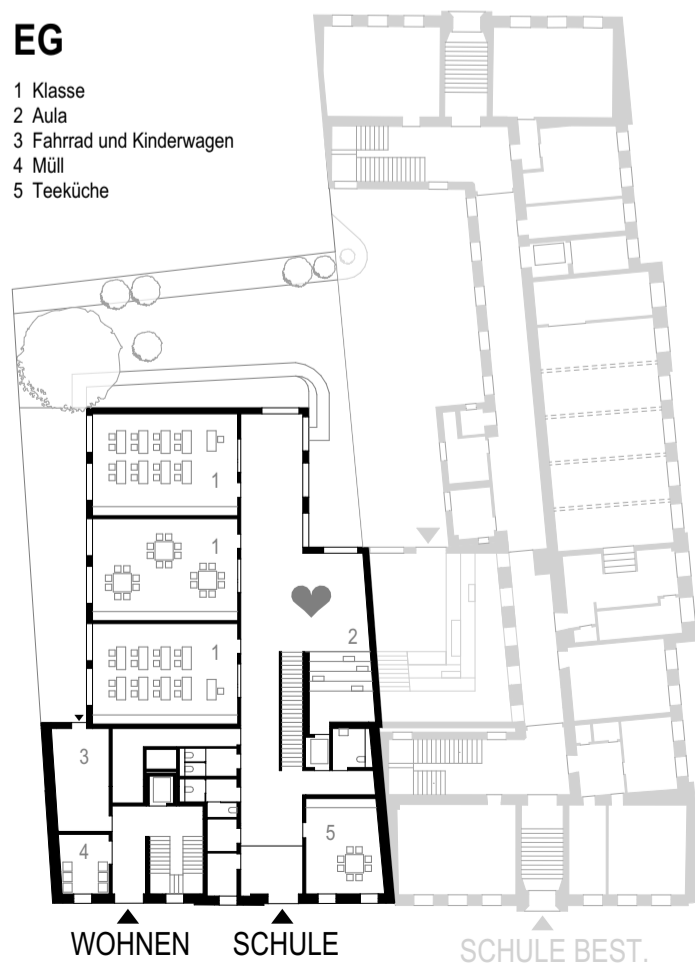 EG
1 Klasse
2 Aula
3 Fahrrad und Kinderwagen
4 Müll
5 Teeküche
1
1
2
1
3
5
4
WOHNEN
SCHULE
SCHULE BEST.